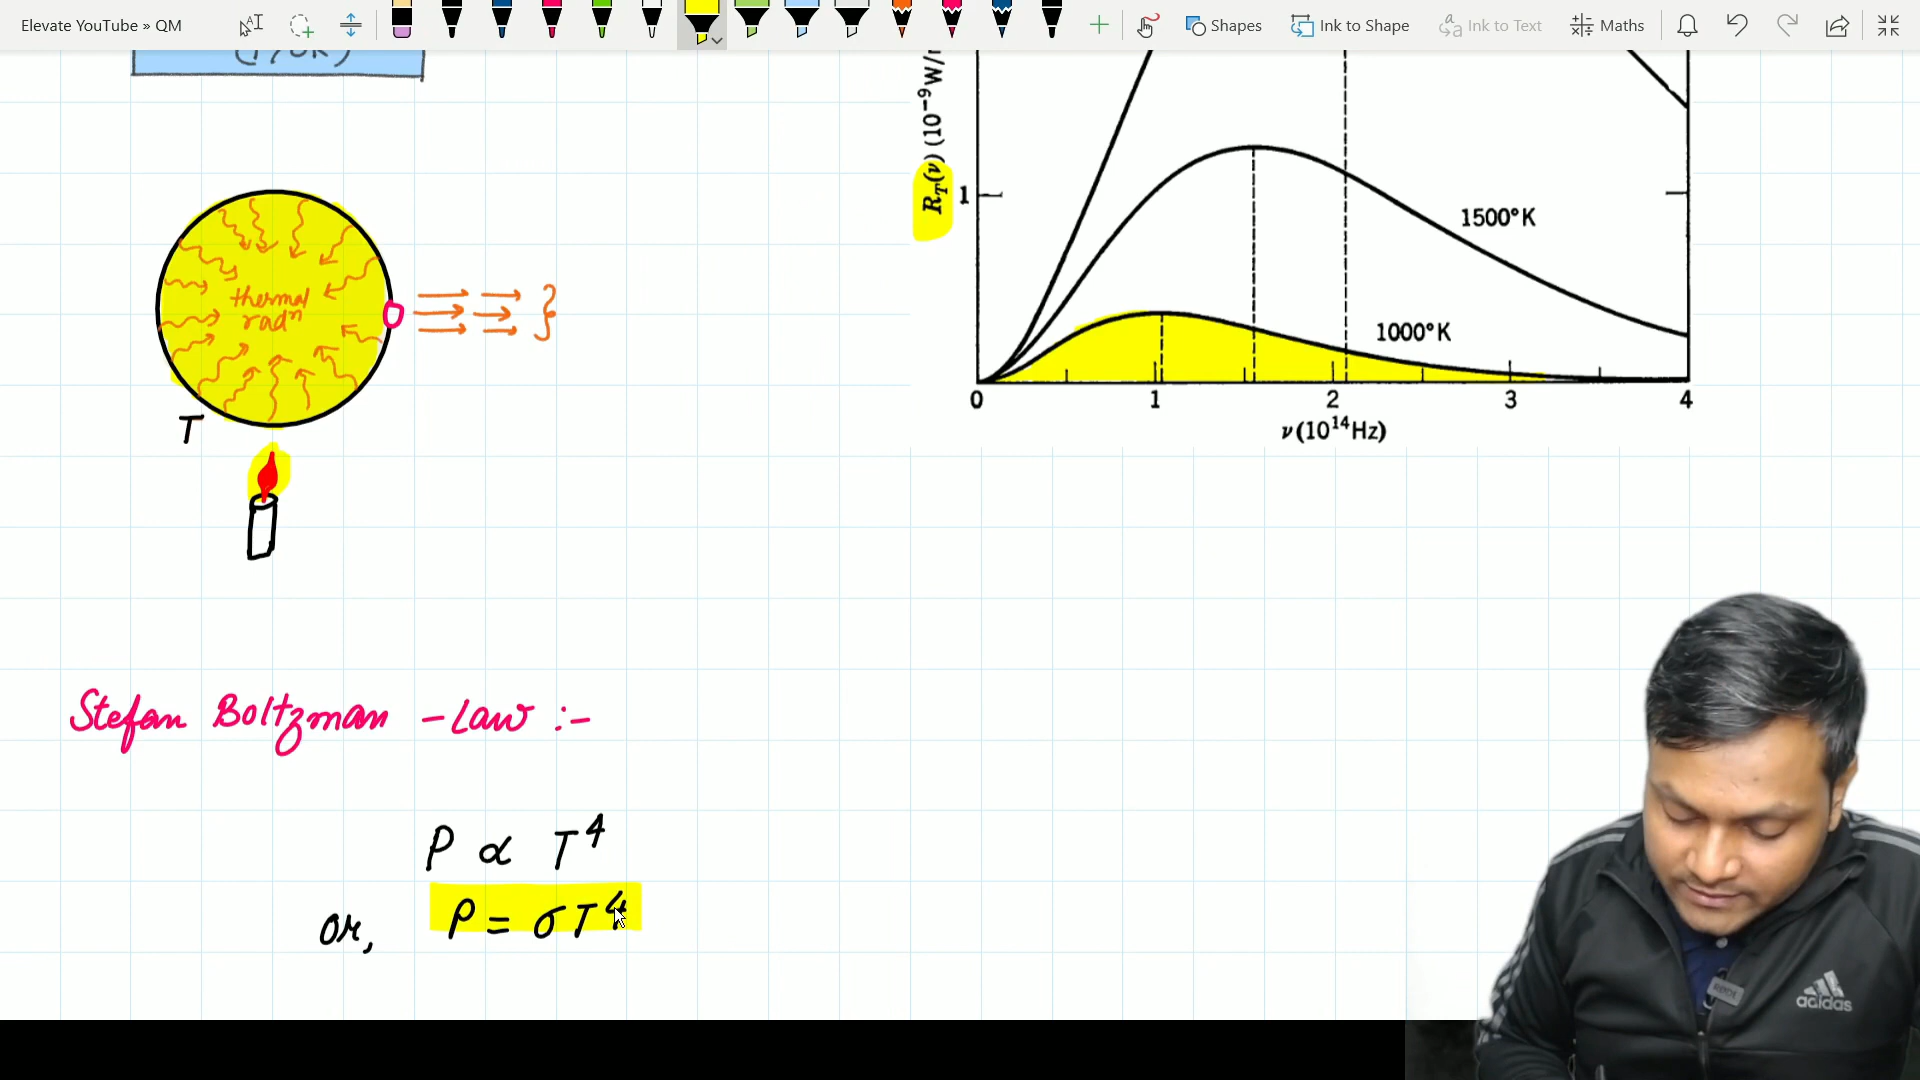 Elevate YouTube » QM
Shapes
Ink to Shape
Ink to Text
Maths
R_T(ν) (10⁻⁹W/
1
1500°K
1000°K
0 1 2 3 4
ν(10¹⁴Hz)
thermal
radⁿ
T
Stefan Boltzman - Law :-
P ∝ T⁴
or, P = σT⁴
adidas